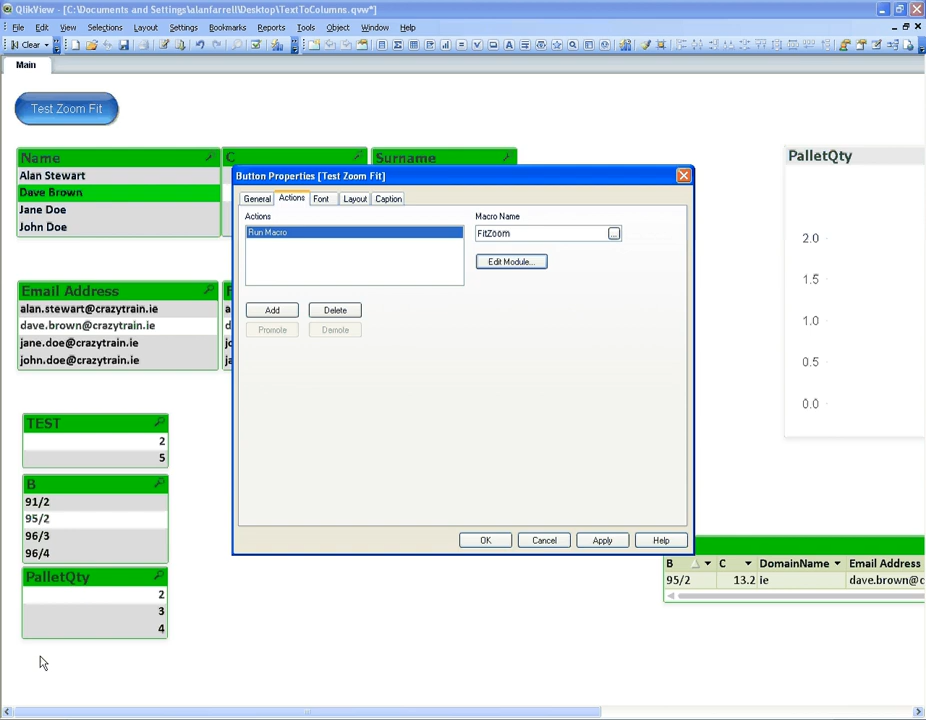 QlikView - [C:\Documents and Settings\alanfarrell\Desktop\TextToColumns.qvw*]
File Edit View Selections Layout Settings Bookmarks Reports Tools Object Window Help
Clear
Main
Test Zoom Fit
Name
Alan Stewart
Dave Brown
Jane Doe
John Doe
C
Surname
PalletQty
2.0
1.5
1.0
0.5
0.0
Button Properties [Test Zoom Fit]
General Actions Font Layout Caption
Actions
Run Macro
Macro Name
FitZoom
...
Edit Module...
Add Delete
Promote Demote
OK Cancel Apply Help
Email Address
alan.stewart@crazytrain.ie
dave.brown@crazytrain.ie
jane.doe@crazytrain.ie
john.doe@crazytrain.ie
TEST
2
5
B
91/2
95/2
96/3
96/4
PalletQty
2
3
4
B C DomainName Email Address
95/2 13.2 ie dave.brown@c